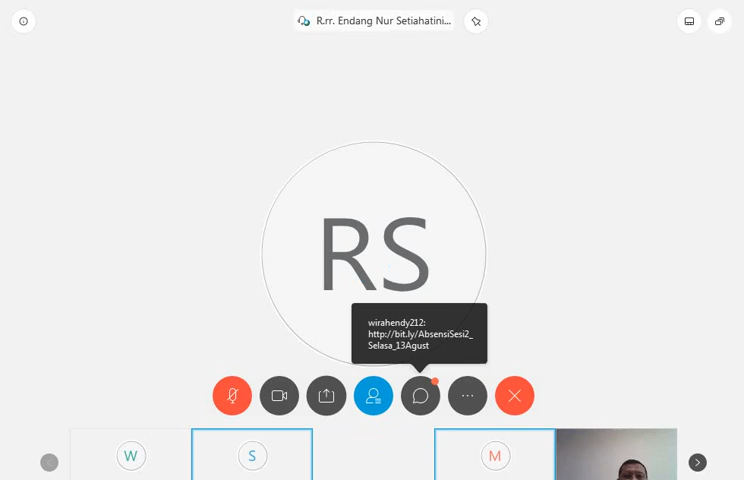 R.rr. Endang Nur Setiahatini...
RS
wirahendy212:
http://bit.ly/AbsensiSesi2_
Selasa_13Agust
W
S
M